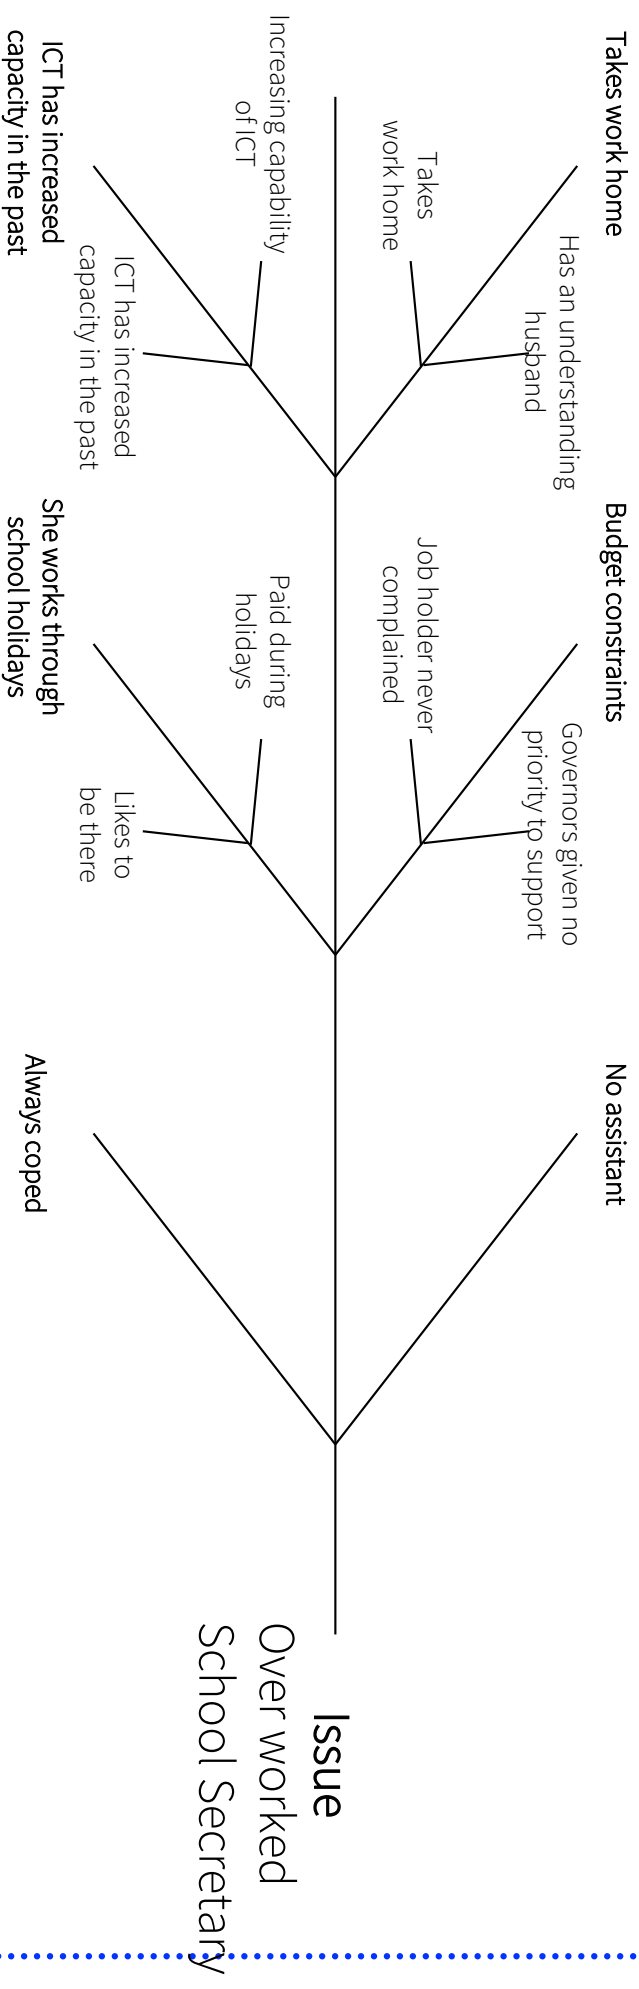 Takes work home
Has an understanding
husband
Takes
work home
Budget constraints
Governors given no
priority to support
Job holder never
complained
No assistant
Increasing capability
of ICT
ICT has increased
capacity in the past
ICT has increased
capacity in the past
Paid during
holidays
Likes to
be there
She works through
school holidays
Always coped
Issue
Over worked
School Secretary